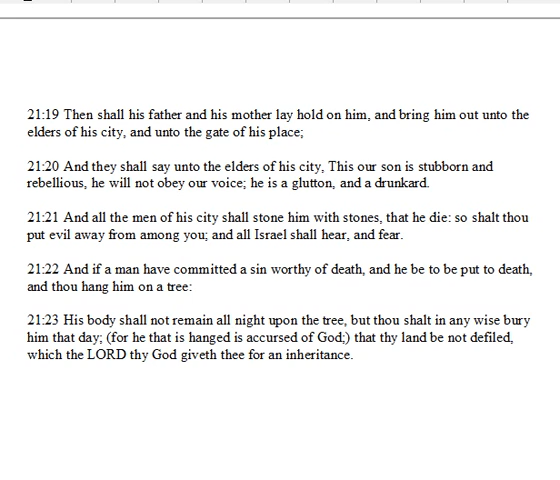 21:19 Then shall his father and his mother lay hold on him, and bring him out unto the
elders of his city, and unto the gate of his place;
21:20 And they shall say unto the elders of his city, This our son is stubborn and
rebellious, he will not obey our voice; he is a glutton, and a drunkard.
21:21 And all the men of his city shall stone him with stones, that he die: so shalt thou
put evil away from among you; and all Israel shall hear, and fear.
21:22 And if a man have committed a sin worthy of death, and he be to be put to death,
and thou hang him on a tree:
21:23 His body shall not remain all night upon the tree, but thou shalt in any wise bury
him that day; (for he that is hanged is accursed of God;) that thy land be not defiled,
which the LORD thy God giveth thee for an inheritance.